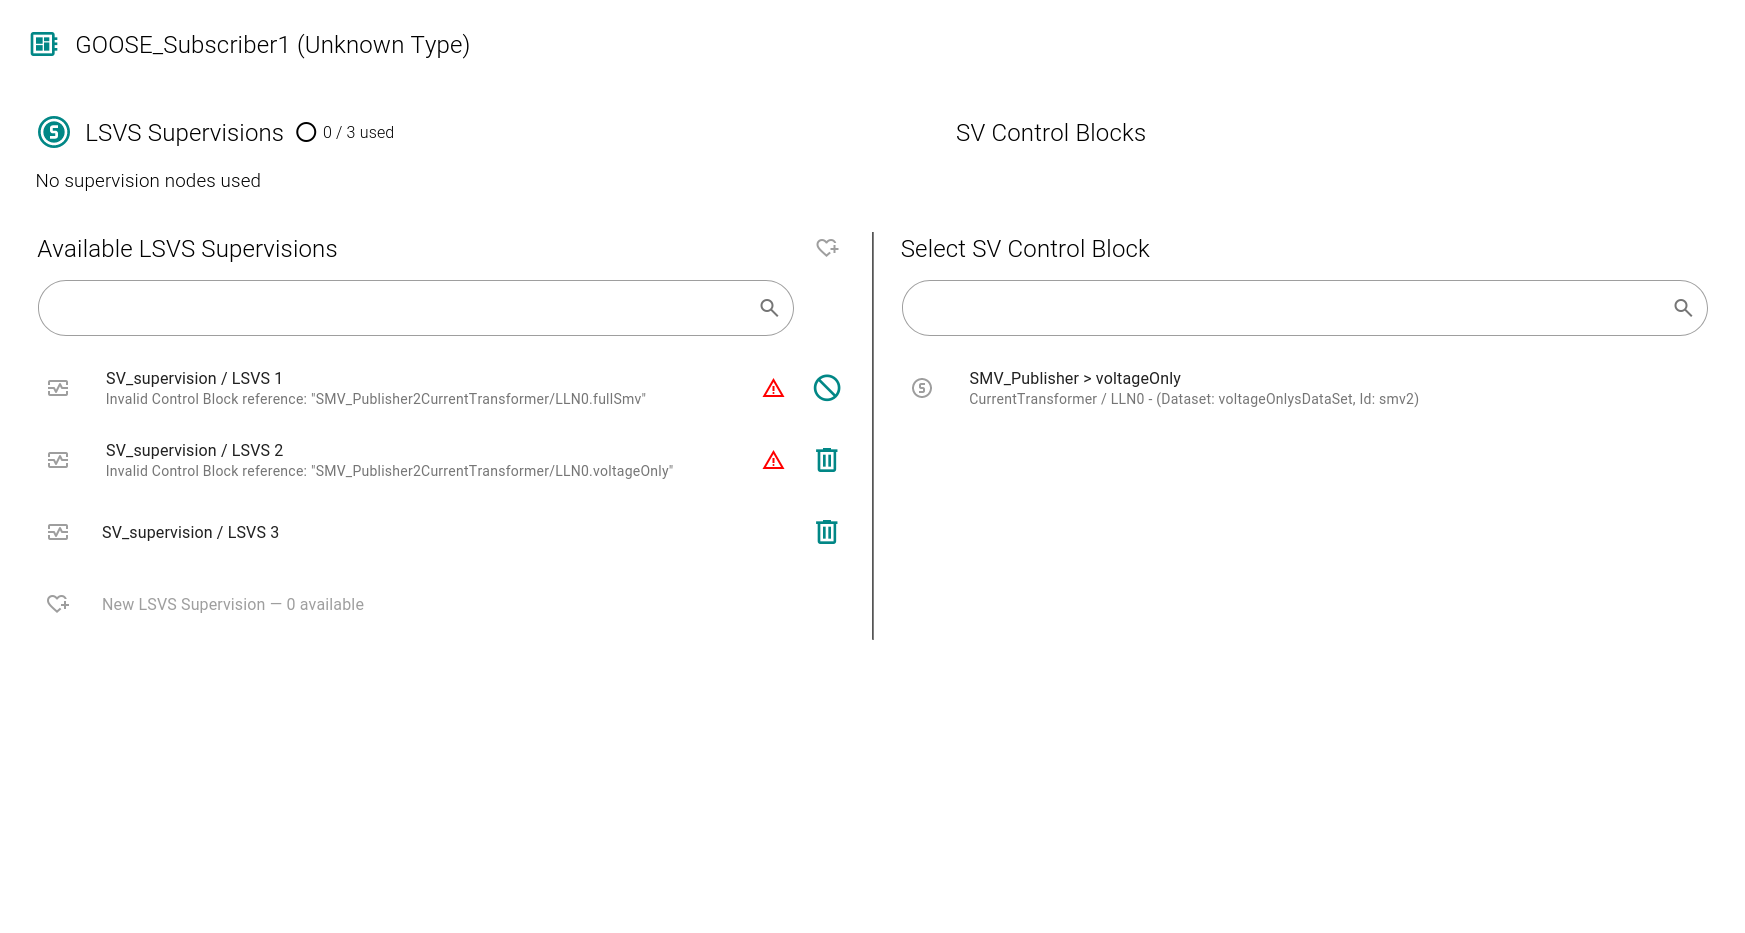 GOOSE_Subscriber1 (Unknown Type)
LSVS Supervisions 0 / 3 used
SV Control Blocks
No supervision nodes used
Available LSVS Supervisions
SV_supervision / LSVS 1
Invalid Control Block reference: "SMV_Publisher2CurrentTransformer/LLN0.fullSmv"
SV_supervision / LSVS 2
Invalid Control Block reference: "SMV_Publisher2CurrentTransformer/LLN0.voltageOnly"
SV_supervision / LSVS 3
New LSVS Supervision — 0 available
Select SV Control Block
SMV_Publisher > voltageOnly
CurrentTransformer / LLN0 - (Dataset: voltageOnlysDataSet, Id: smv2)